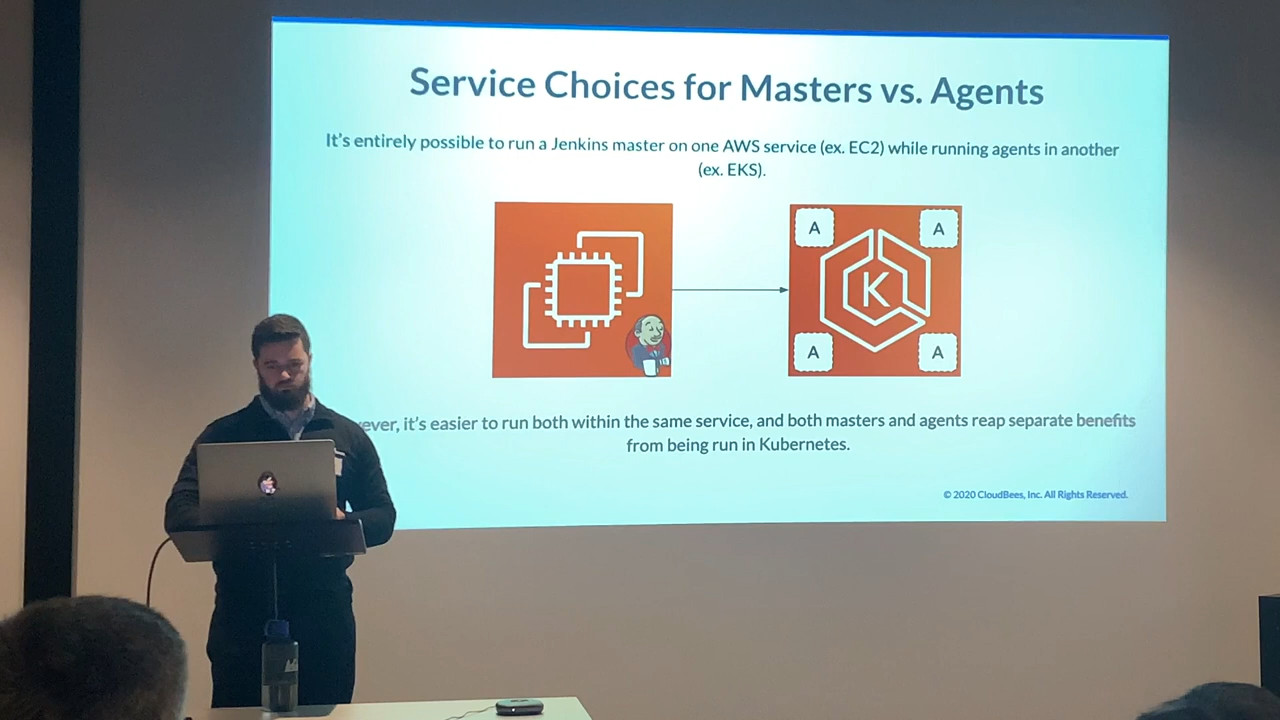 Service Choices for Masters vs. Agents
It's entirely possible to run a Jenkins master on one AWS service (ex. EC2) while running agents in another
(ex. EKS).
A A
K
A A
ever, it's easier to run both within the same service, and both masters and agents reap separate benefits
from being run in Kubernetes.
© 2020 CloudBees, Inc. All Rights Reserved.